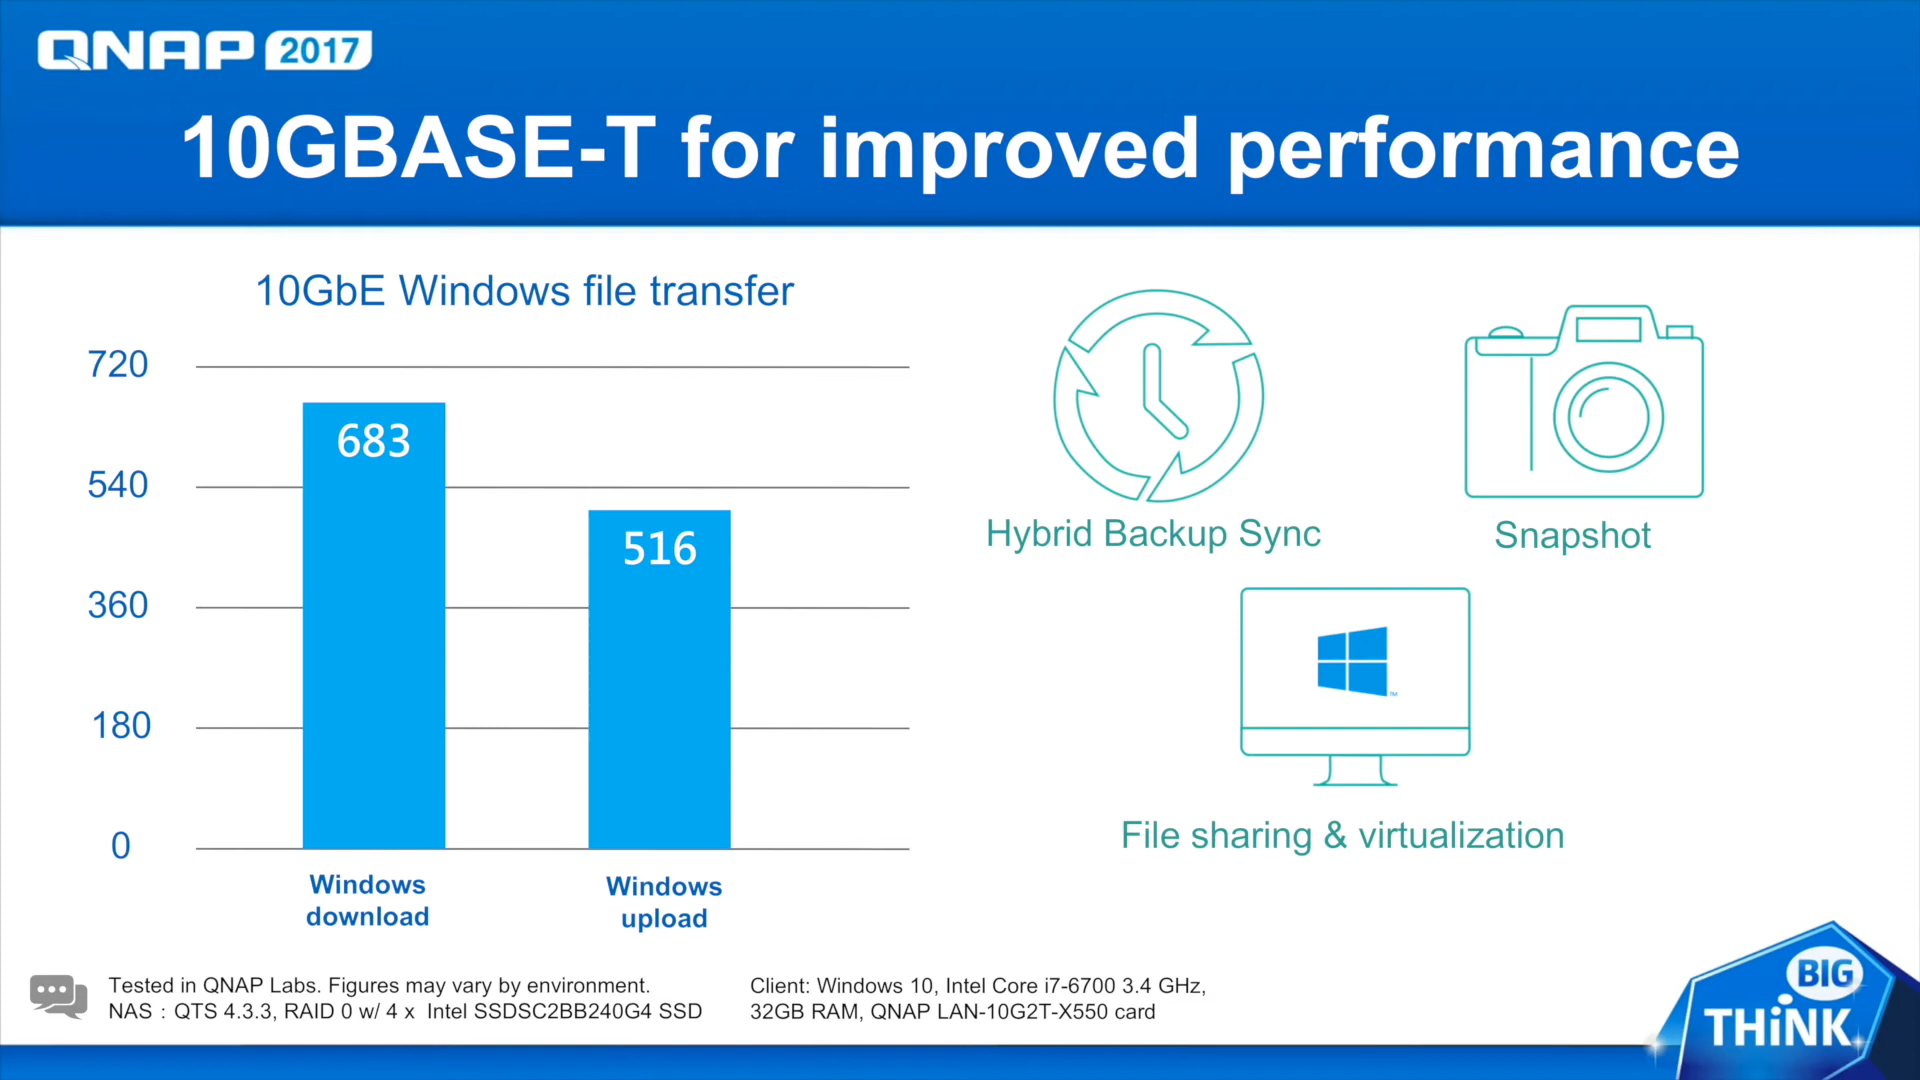 QNAP 2017
10GBASE-T for improved performance
10GbE Windows file transfer
720
540
360
180
0
683
516
Windows
download
Windows
upload
Hybrid Backup Sync
Snapshot
TM
File sharing & virtualization
Tested in QNAP Labs. Figures may vary by environment.
NAS : QTS 4.3.3, RAID 0 w/ 4 x Intel SSDSC2BB240G4 SSD
Client: Windows 10, Intel Core i7-6700 3.4 GHz,
32GB RAM, QNAP LAN-10G2T-X550 card
BIG
THiNK